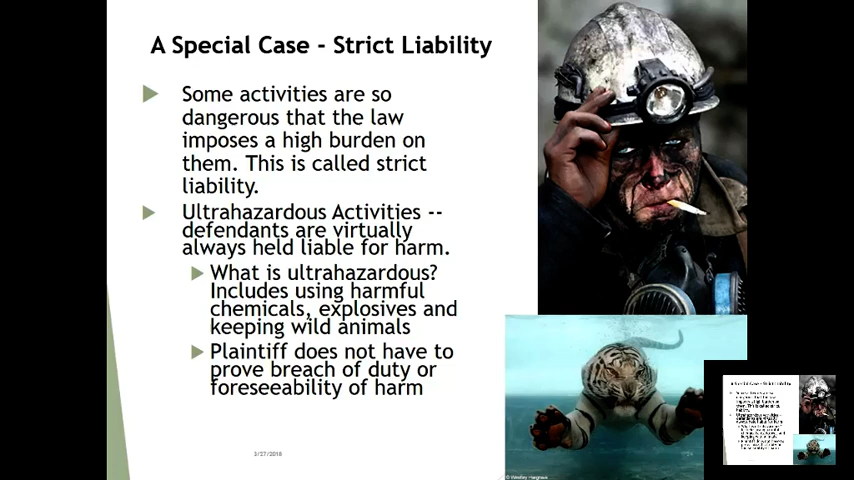 A Special Case - Strict Liability
Some activities are so
dangerous that the law
imposes a high burden on
them. This is called strict
liability.
Ultrahazardous Activities --
defendants are virtually
always held liable for harm.
What is ultrahazardous?
Includes using harmful
chemicals, explosives and
keeping wild animals
Plaintiff does not have to
prove breach of duty or
foreseeability of harm
3/27/2018